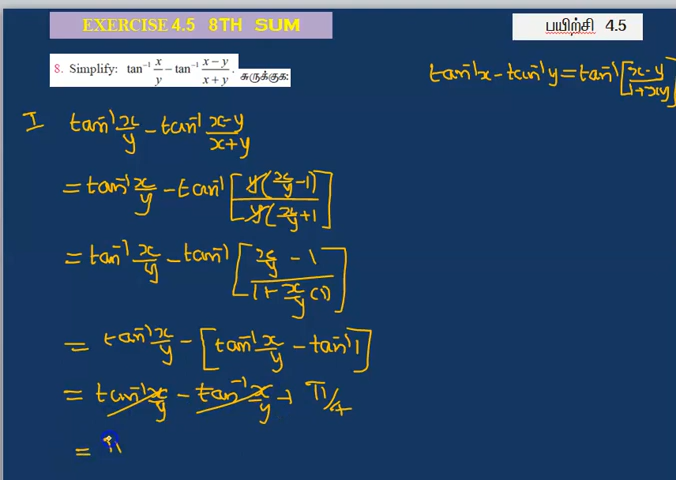 EXERCISE 4.5 8TH SUM
பயிற்சி 4.5
8. Simplify: tan⁻¹ x/y − tan⁻¹ (x−y)/(x+y). சுருக்குக:
tan⁻¹x − tan⁻¹y = tan⁻¹[(x−y)/(1+xy)]
I tan⁻¹ x/y − tan⁻¹ (x−y)/(x+y)
= tan⁻¹ x/y − tan⁻¹ [y(x/y −1)/y(x/y +1]
= tan⁻¹ x/y − tan⁻¹ [(x/y − 1)/(1 + x/y (1))]
= tan⁻¹ x/y − [tan⁻¹ x/y − tan⁻¹ 1]
= tan⁻¹ x/y − tan⁻¹ x/y + π/4
=